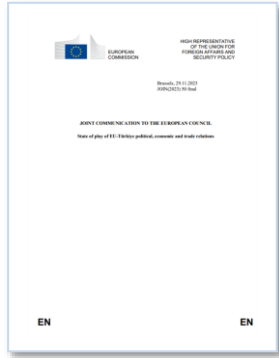 EUROPEAN
COMMISSION
HIGH REPRESENTATIVE
OF THE UNION FOR
FOREIGN AFFAIRS AND
SECURITY POLICY
Brussels, 29.11.2023
JOIN(2023) 50 final
JOINT COMMUNICATION TO THE EUROPEAN COUNCIL
State of play of EU-Türkiye political, economic and trade relations
EN
EN